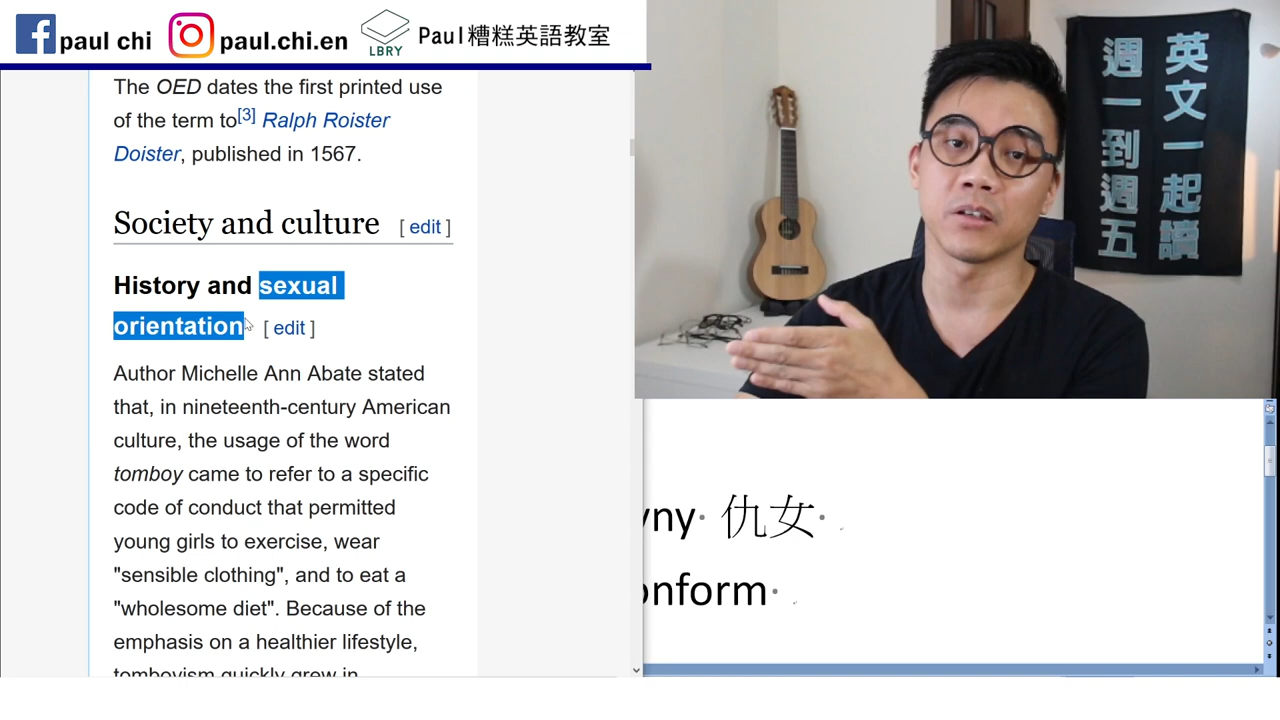 paul chi
paul.chi.en
LBRY
Paul糟糕英語教室
The OED dates the first printed use
of the term to[3] Ralph Roister
Doister, published in 1567.
Society and culture [ edit ]
History and sexual
orientation [ edit ]
Author Michelle Ann Abate stated
that, in nineteenth-century American
culture, the usage of the word
tomboy came to refer to a specific
code of conduct that permitted
young girls to exercise, wear
"sensible clothing", and to eat a
"wholesome diet". Because of the
emphasis on a healthier lifestyle,
tomboyism quickly grew in
英文一起讀
週一到週五
yny 仇女
onform